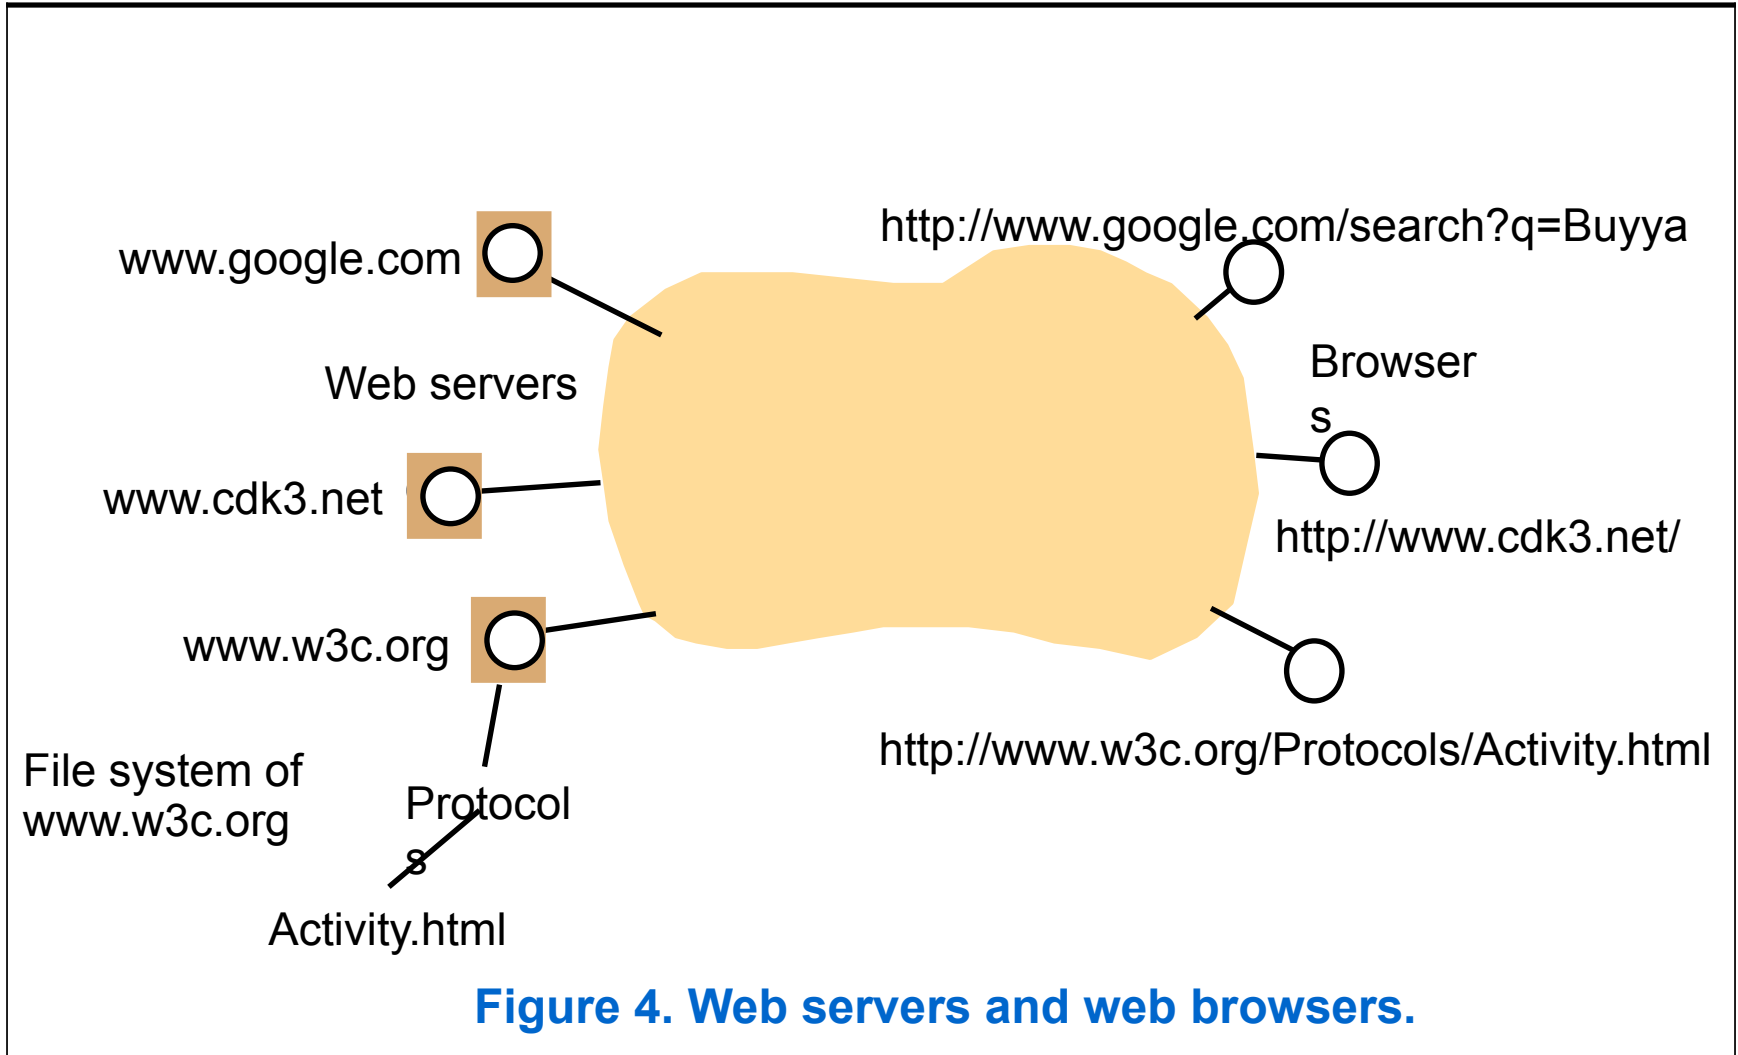 www.google.com
http://www.google.com/search?q=Buyya
Web servers
Browser
s
www.cdk3.net
http://www.cdk3.net/
www.w3c.org
http://www.w3c.org/Protocols/Activity.html
File system of
www.w3c.org
Protocol
s
Activity.html
Figure 4. Web servers and web browsers.